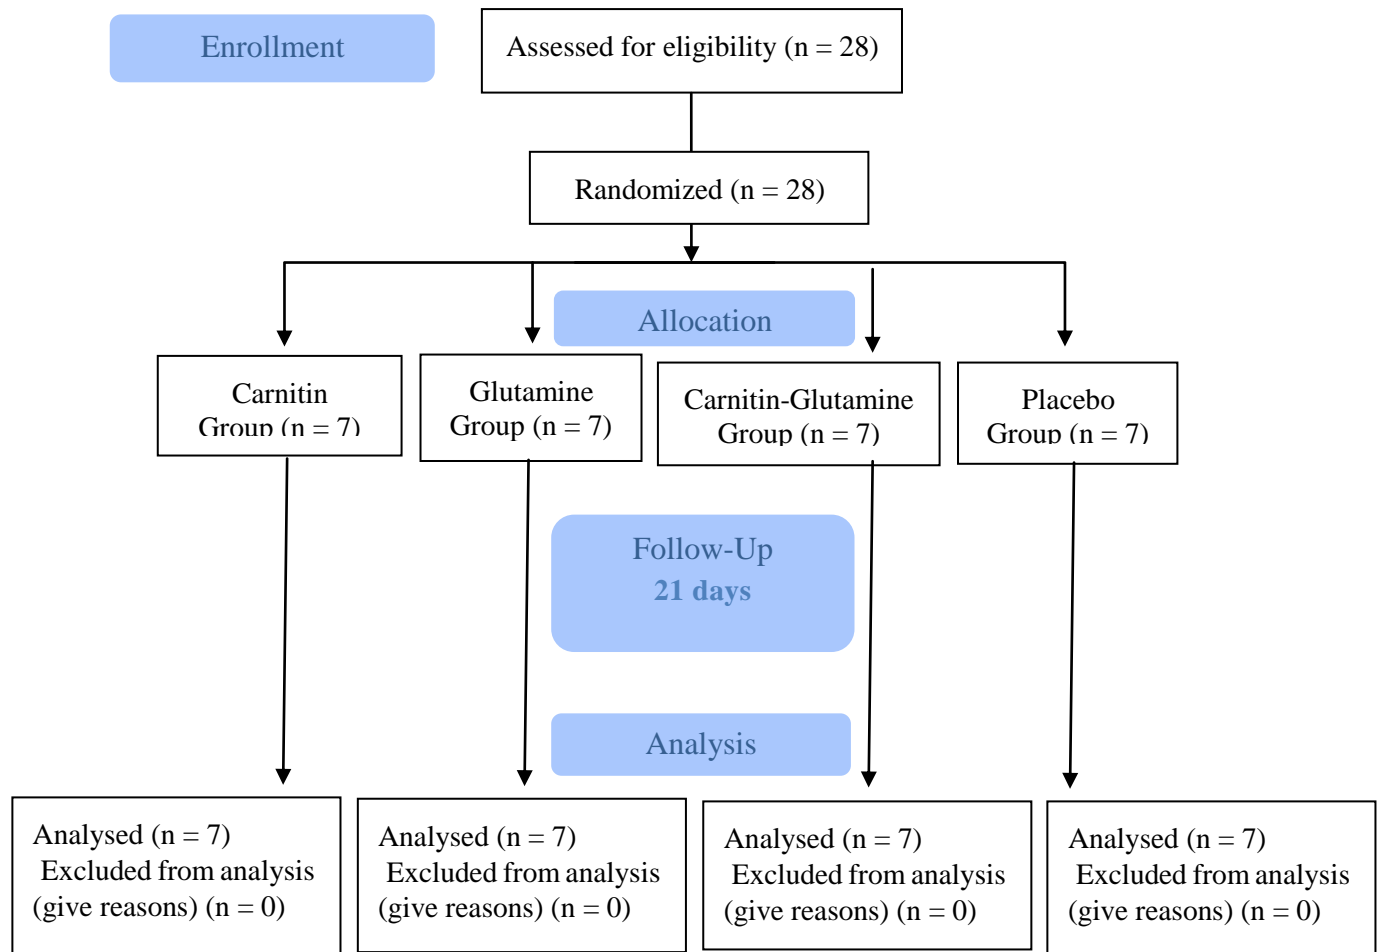 Enrollment
Assessed for eligibility (n = 28)
Randomized (n = 28)
Allocation
Carnitin
Group (n = 7)
Glutamine
Group (n = 7)
Carnitin-Glutamine
Group (n = 7)
Placebo
Group (n = 7)
Follow-Up
21 days
Analysis
Analysed (n = 7)
Excluded from analysis
(give reasons) (n = 0)
Analysed (n = 7)
Excluded from analysis
(give reasons) (n = 0)
Analysed (n = 7)
Excluded from analysis
(give reasons) (n = 0)
Analysed (n = 7)
Excluded from analysis
(give reasons) (n = 0)